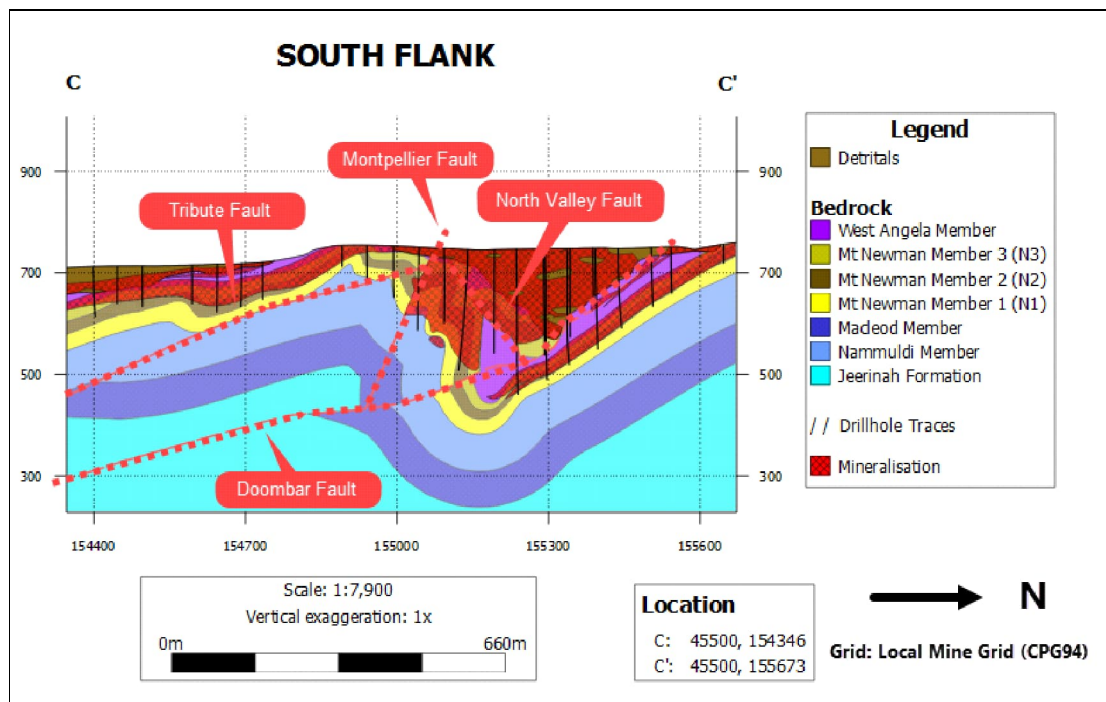 SOUTH FLANK
C
C'
Montpellier Fault
North Valley Fault
Tribute Fault
Doombar Fault
900
700
500
300
900
700
500
300
154400
154700
155000
155300
155600
Legend
Detritals
Bedrock
West Angela Member
Mt Newman Member 3 (N3)
Mt Newman Member 2 (N2)
Mt Newman Member 1 (N1)
Macleod Member
Nammuldi Member
Jeerinah Formation
/ / Drillhole Traces
Mineralisation
Scale: 1:7,900
Vertical exaggeration: 1x
0m 660m
Location
C: 45500, 154346
C': 45500, 155673
N
Grid: Local Mine Grid (CPG94)